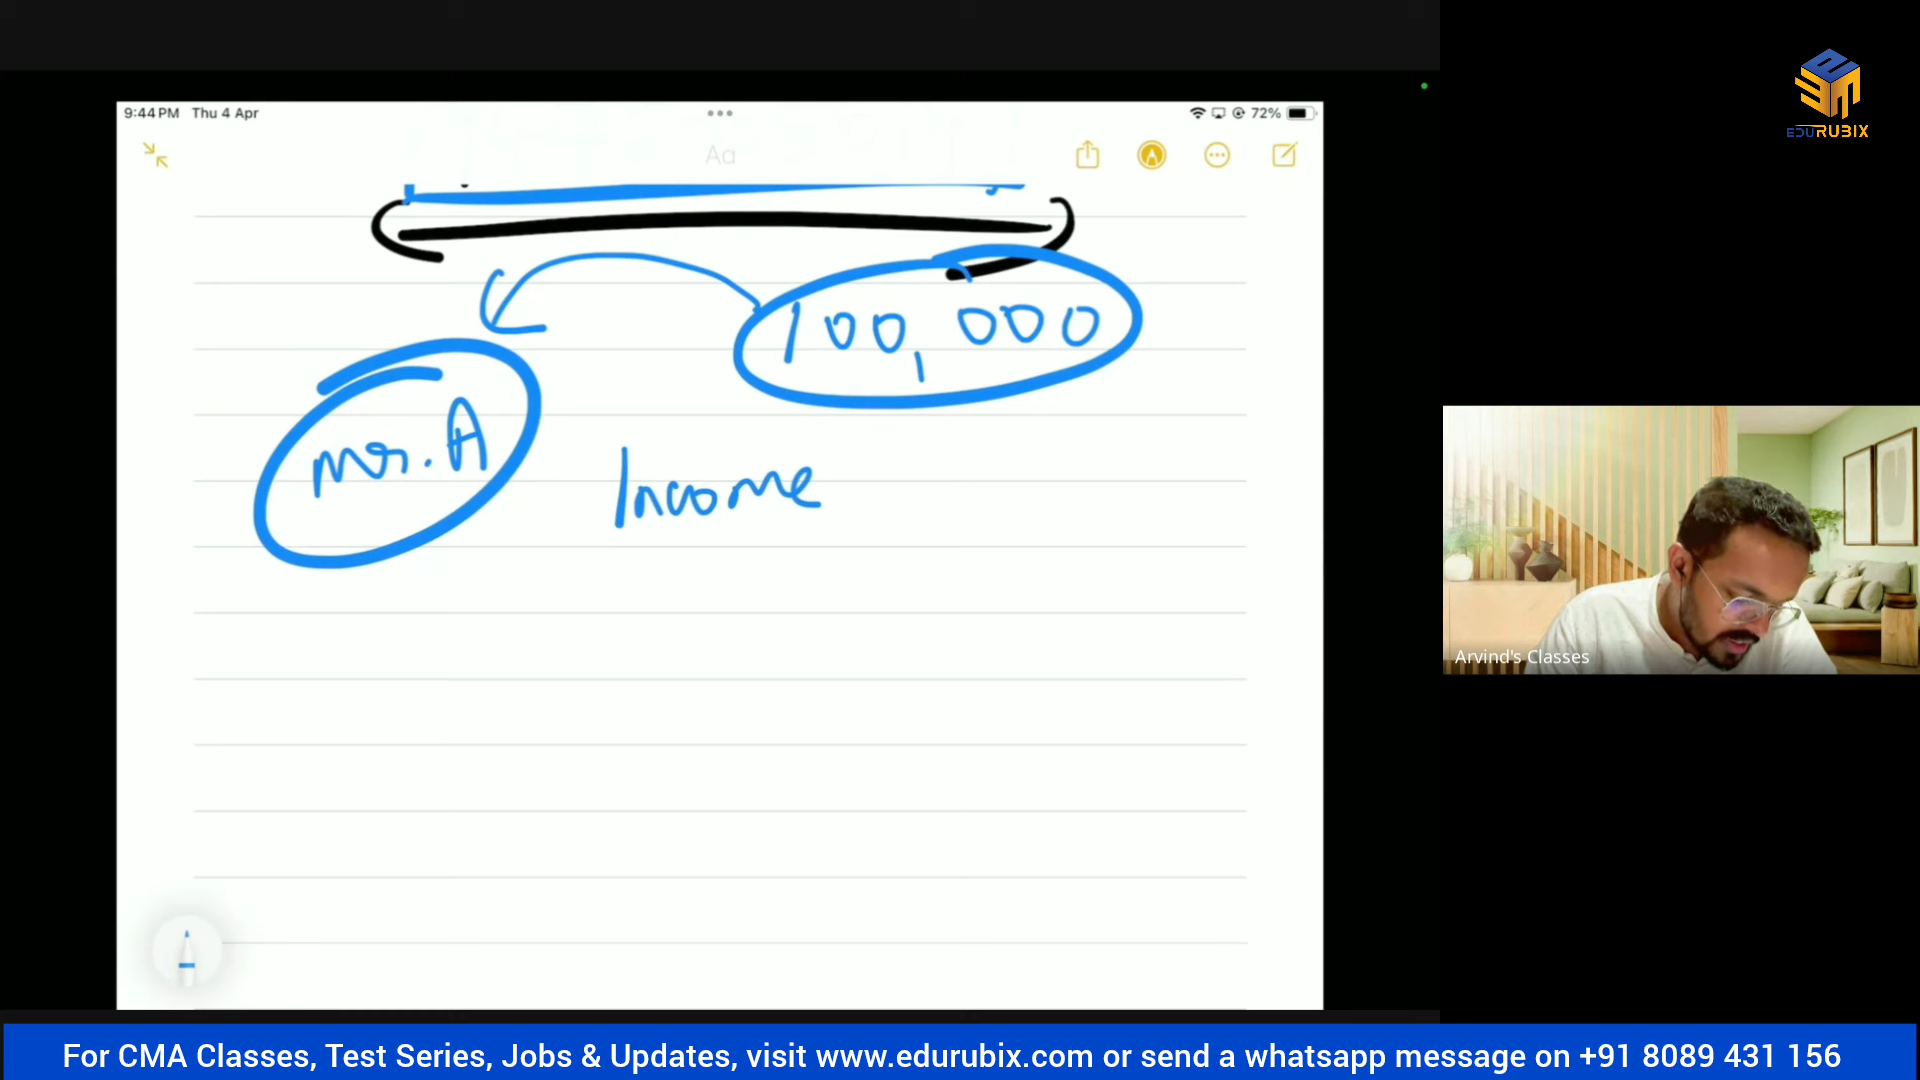 9:44 PM Thu 4 Apr
72%
Aa
EDURUBIX
100,000
Mr. A
Income
Arvind's Classes
For CMA Classes, Test Series, Jobs & Updates, visit www.edurubix.com or send a whatsapp message on +91 8089 431 156